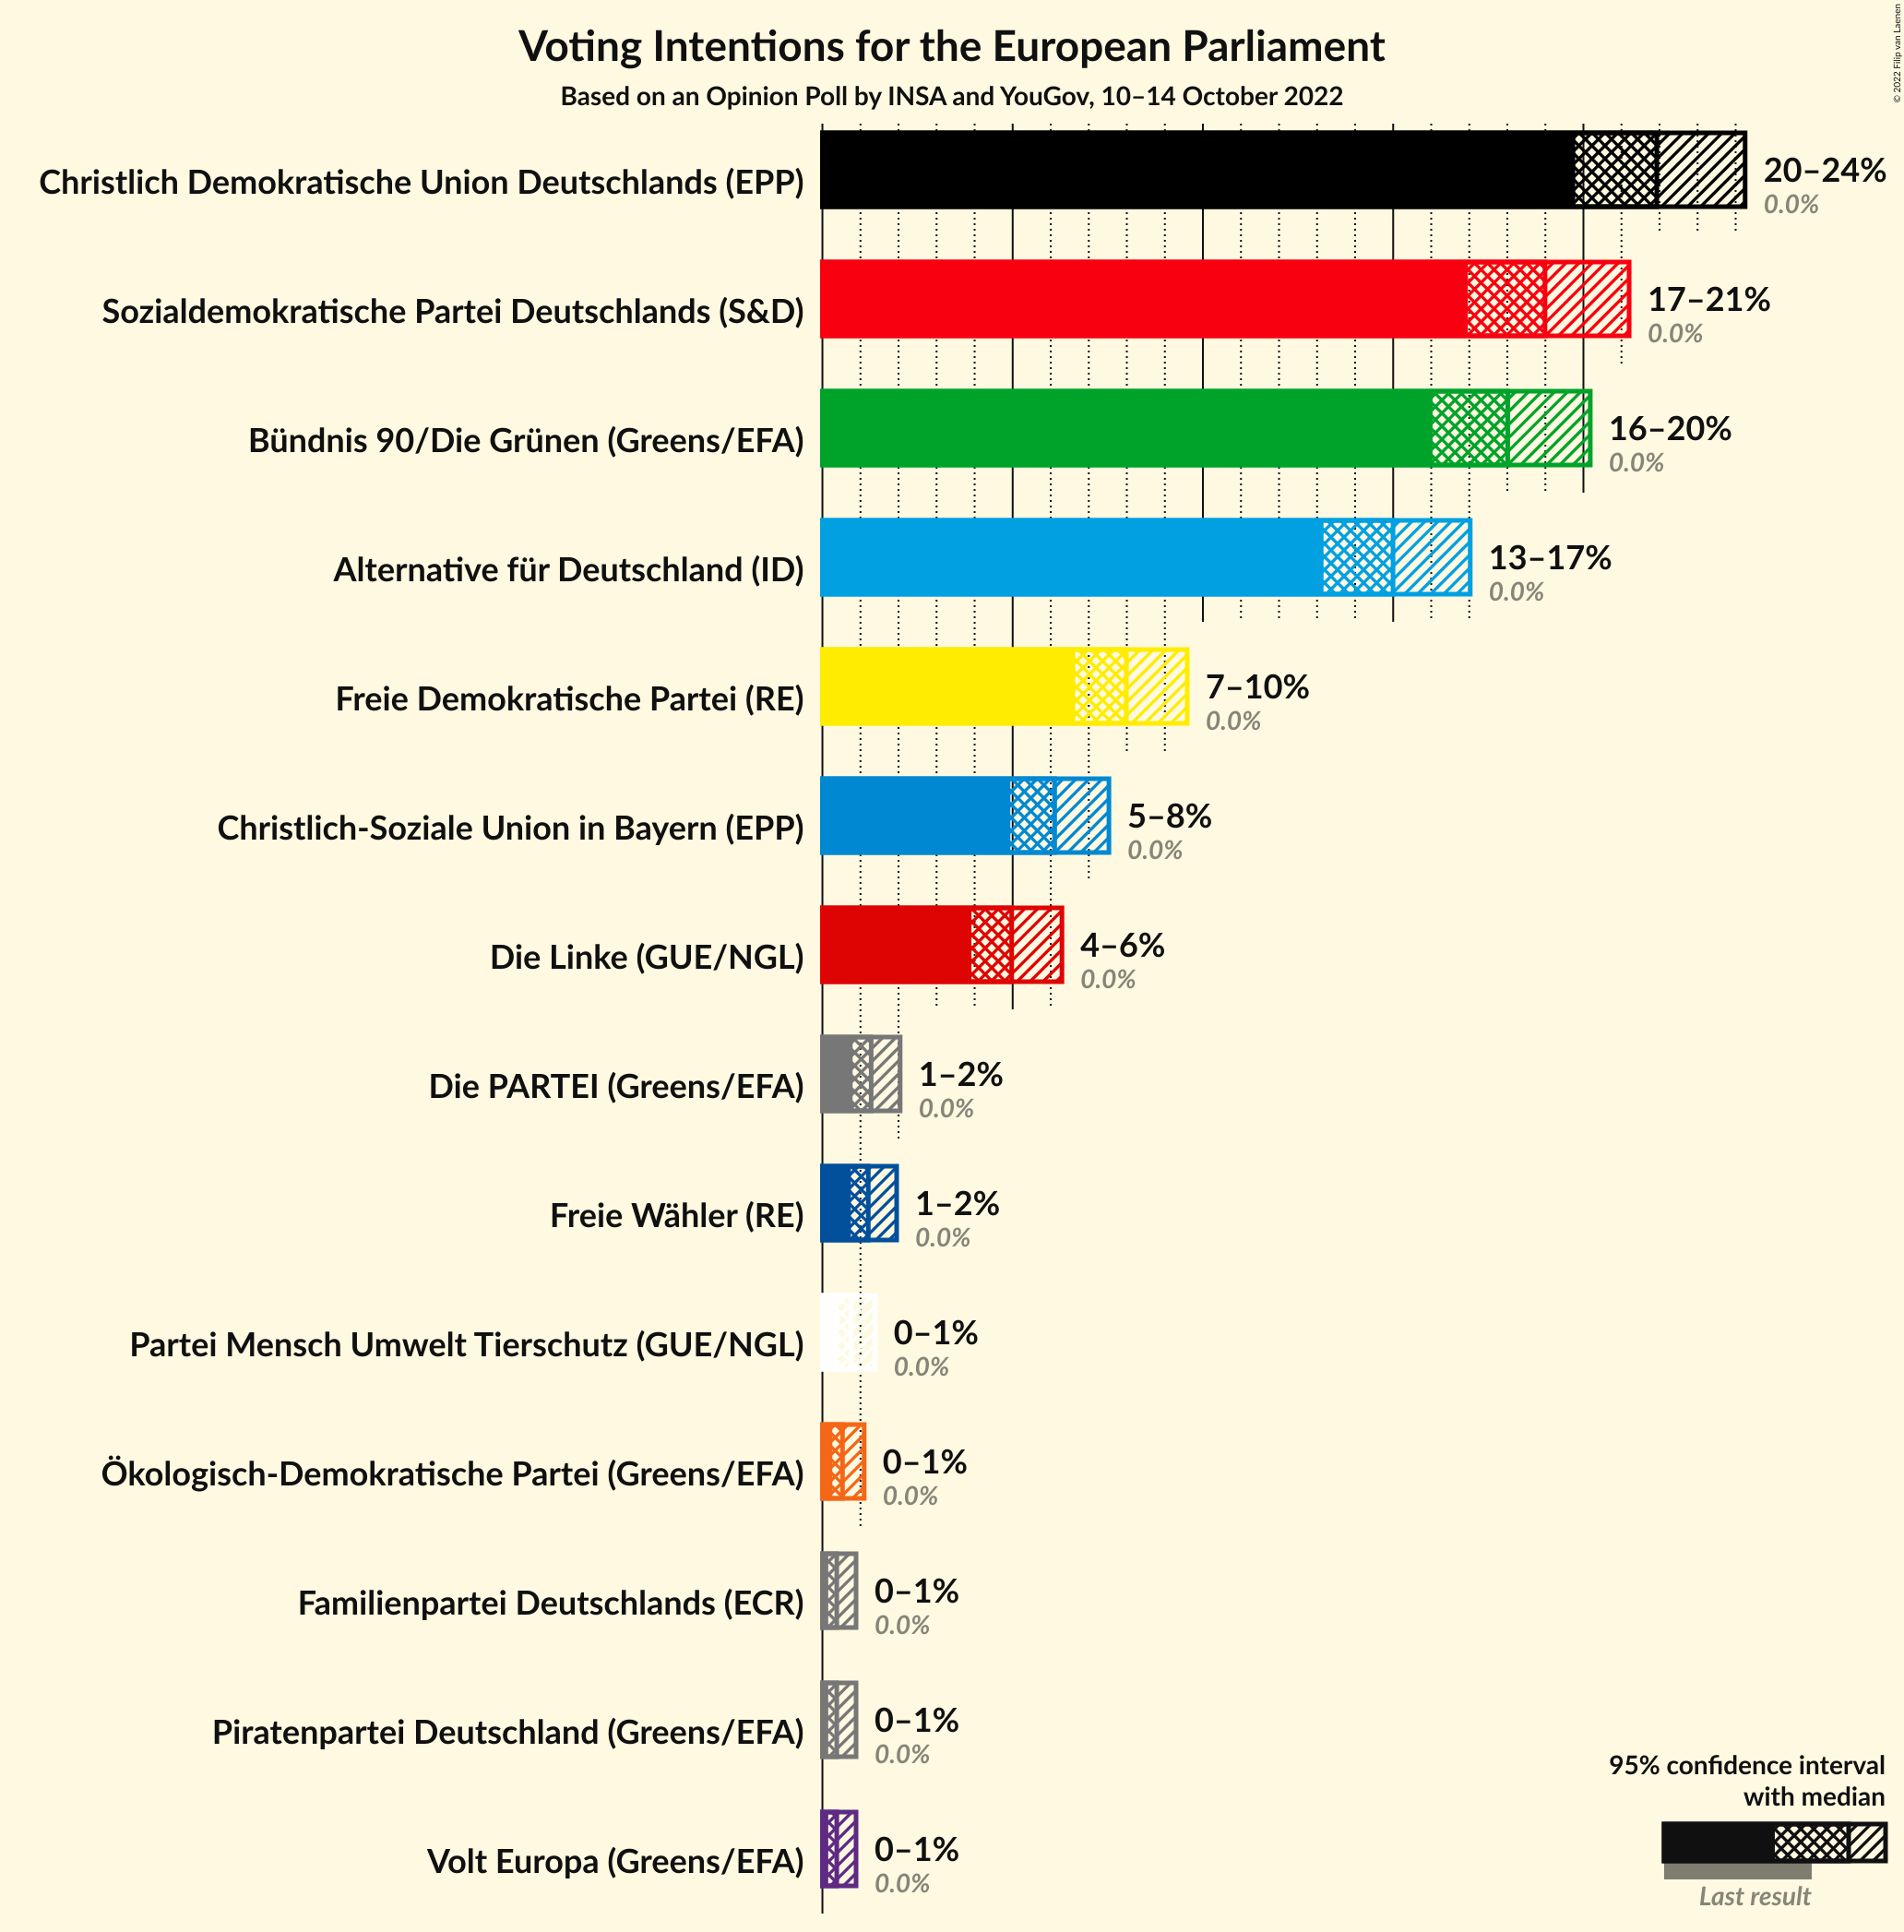 Voting Intentions for the European Parliament
Based on an Opinion Poll by INSA and YouGov, 10–14 October 2022
© 2022 Filip van Laenen
Christlich Demokratische Union Deutschlands (EPP)
20–24%
0.0%
Sozialdemokratische Partei Deutschlands (S&D)
17–21%
0.0%
Bündnis 90/Die Grünen (Greens/EFA)
16–20%
0.0%
Alternative für Deutschland (ID)
13–17%
0.0%
Freie Demokratische Partei (RE)
7–10%
0.0%
Christlich-Soziale Union in Bayern (EPP)
5–8%
0.0%
Die Linke (GUE/NGL)
4–6%
0.0%
Die PARTEI (Greens/EFA)
1–2%
0.0%
Freie Wähler (RE)
1–2%
0.0%
Partei Mensch Umwelt Tierschutz (GUE/NGL)
0–1%
0.0%
Ökologisch-Demokratische Partei (Greens/EFA)
0–1%
0.0%
Familienpartei Deutschlands (ECR)
0–1%
0.0%
Piratenpartei Deutschland (Greens/EFA)
0–1%
0.0%
Volt Europa (Greens/EFA)
0–1%
0.0%
95% confidence interval
with median
Last result